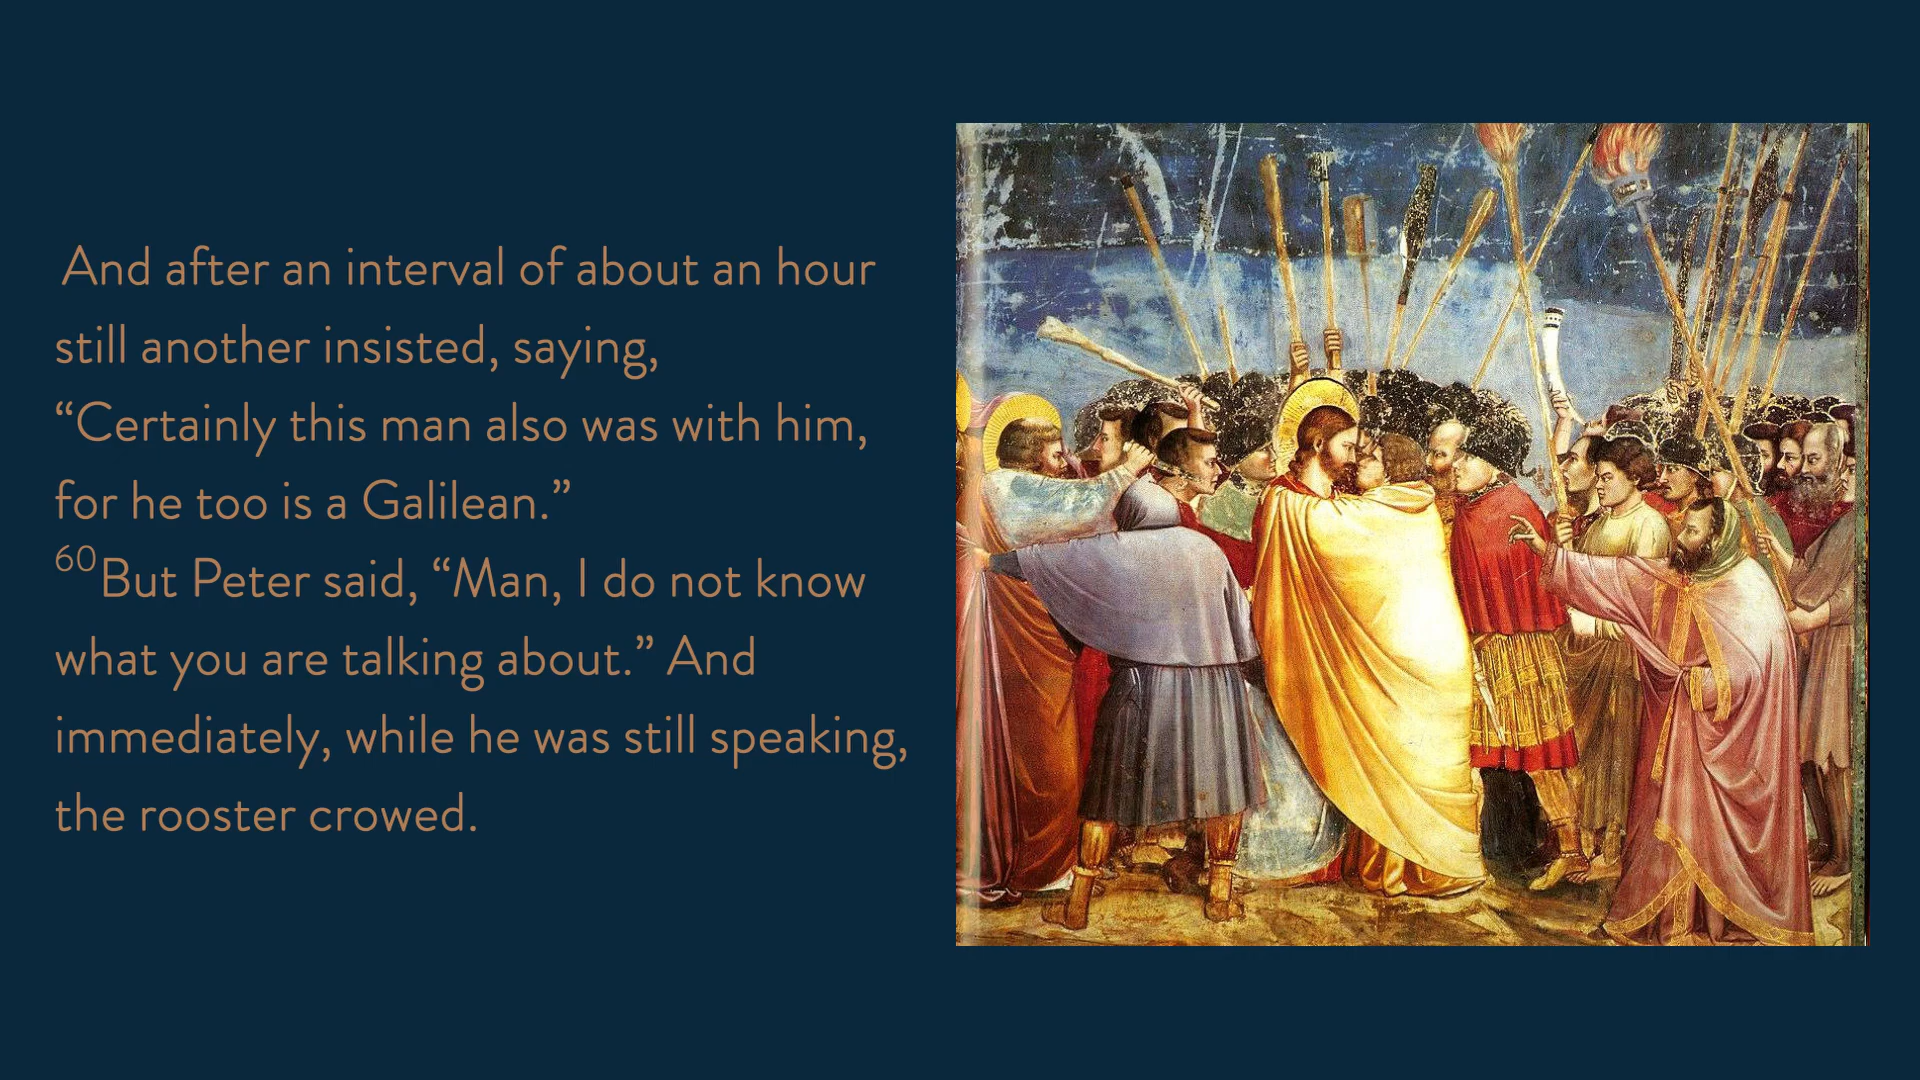 And after an interval of about an hour
still another insisted, saying,
“Certainly this man also was with him,
for he too is a Galilean.”
60But Peter said, “Man, I do not know
what you are talking about.” And
immediately, while he was still speaking,
the rooster crowed.